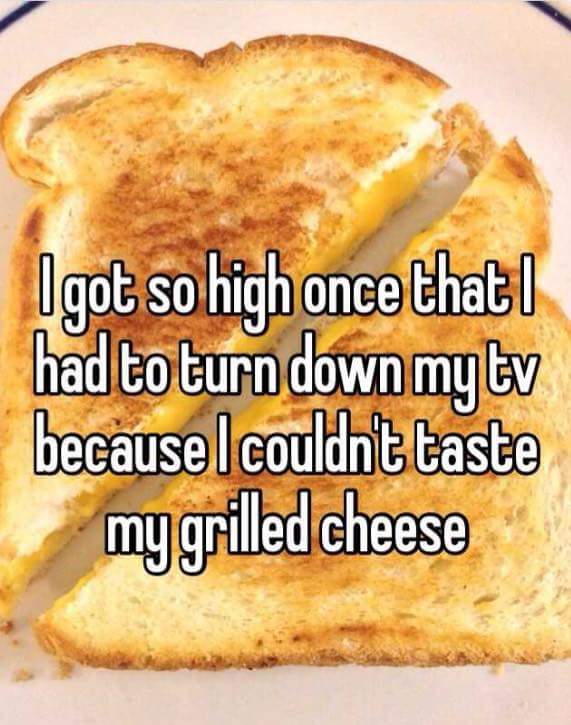 I got so high once that I
had to turn down my tv
because I couldn't taste
my grilled cheese